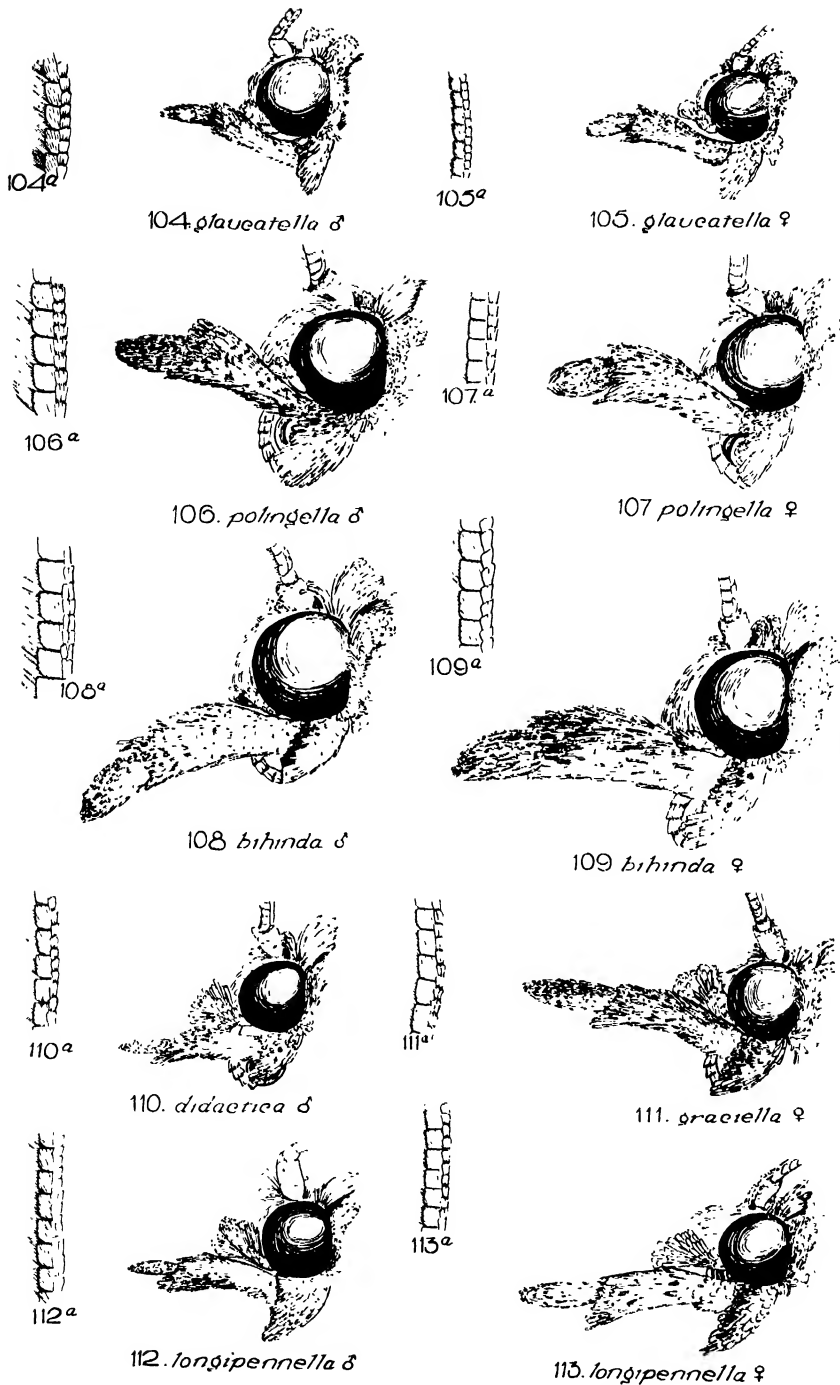 104ª
104. glaucatella ♂
105ª
105. glaucatella ♀
106ª
106. polingella ♂
107ª
107 polingella ♀
108ª
108 bihinda ♂
109ª
109 bihinda ♀
110ª
110. didactica ♂
111ª
111. graciella ♀
112ª
112. longipennella ♂
113ª
113. longipennella ♀